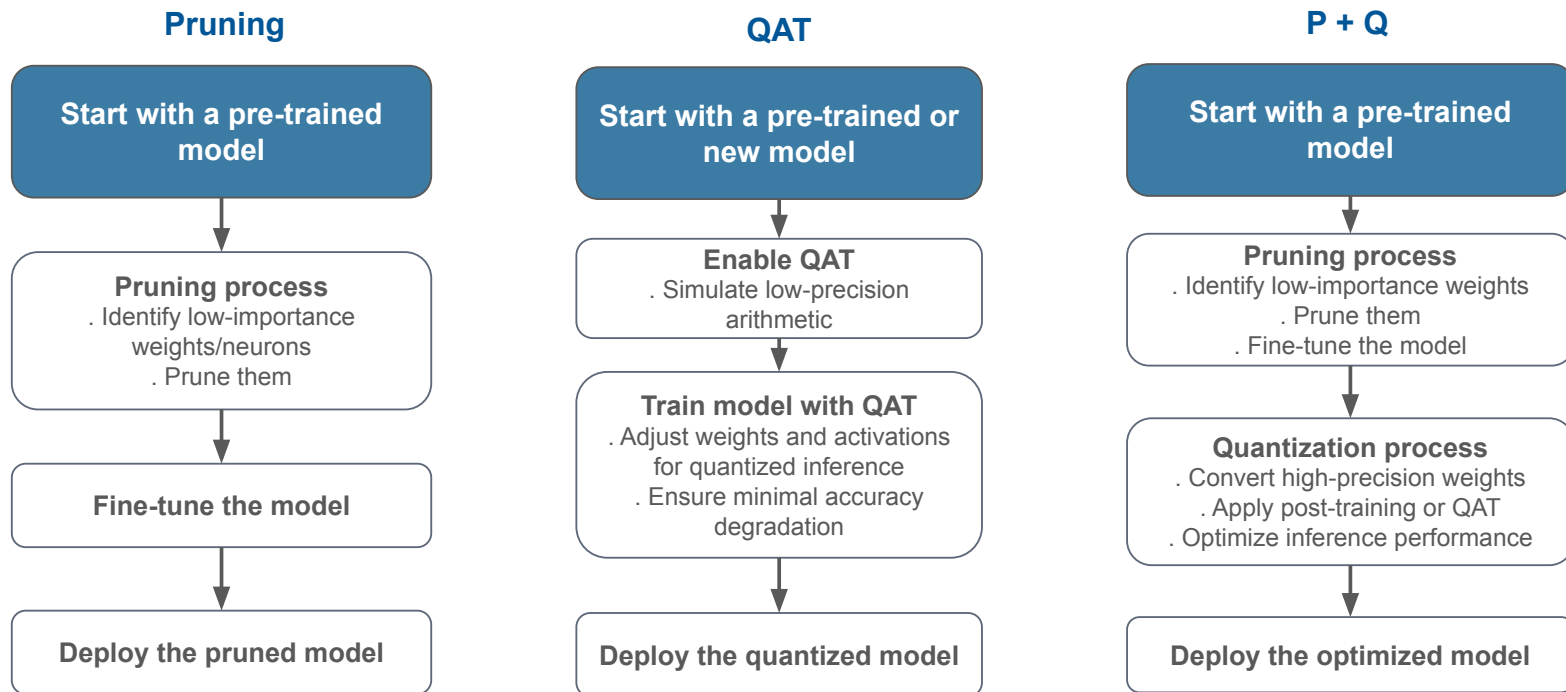 Pruning
Start with a pre-trained
model
Pruning process
. Identify low-importance
weights/neurons
. Prune them
Fine-tune the model
Deploy the pruned model
QAT
Start with a pre-trained or
new model
Enable QAT
. Simulate low-precision
arithmetic
Train model with QAT
. Adjust weights and activations
for quantized inference
. Ensure minimal accuracy
degradation
Deploy the quantized model
P + Q
Start with a pre-trained
model
Pruning process
. Identify low-importance weights
. Prune them
. Fine-tune the model
Quantization process
. Convert high-precision weights
. Apply post-training or QAT
. Optimize inference performance
Deploy the optimized model